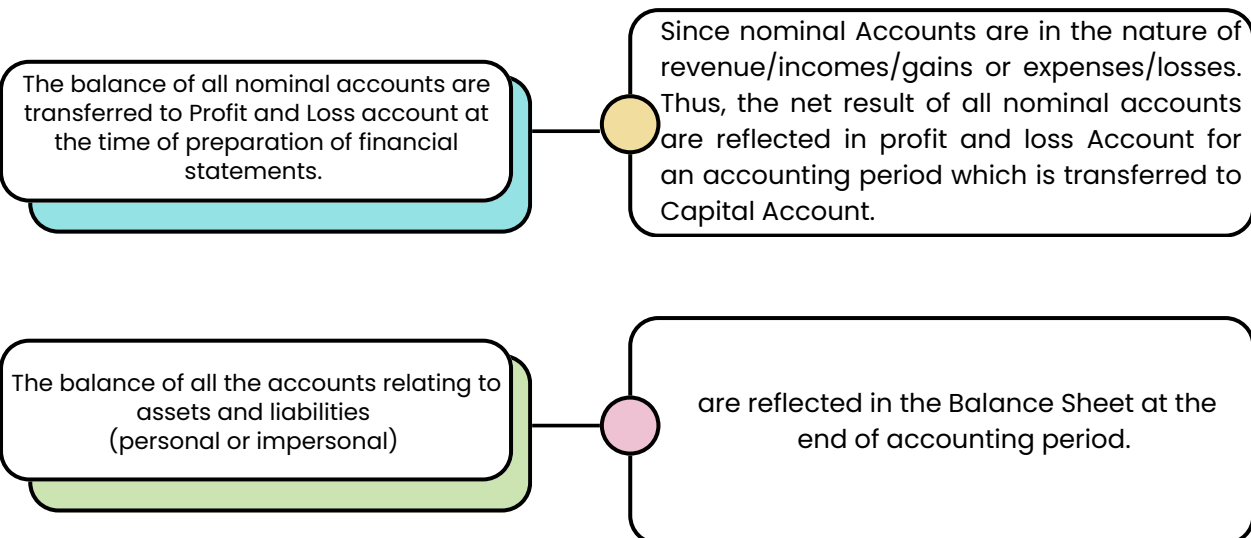 The balance of all nominal accounts are
transferred to Profit and Loss account at
the time of preparation of financial
statements.
Since nominal Accounts are in the nature of
revenue/incomes/gains or expenses/losses.
Thus, the net result of all nominal accounts
are reflected in profit and loss Account for
an accounting period which is transferred to
Capital Account.
The balance of all the accounts relating to
assets and liabilities
(personal or impersonal)
are reflected in the Balance Sheet at the
end of accounting period.